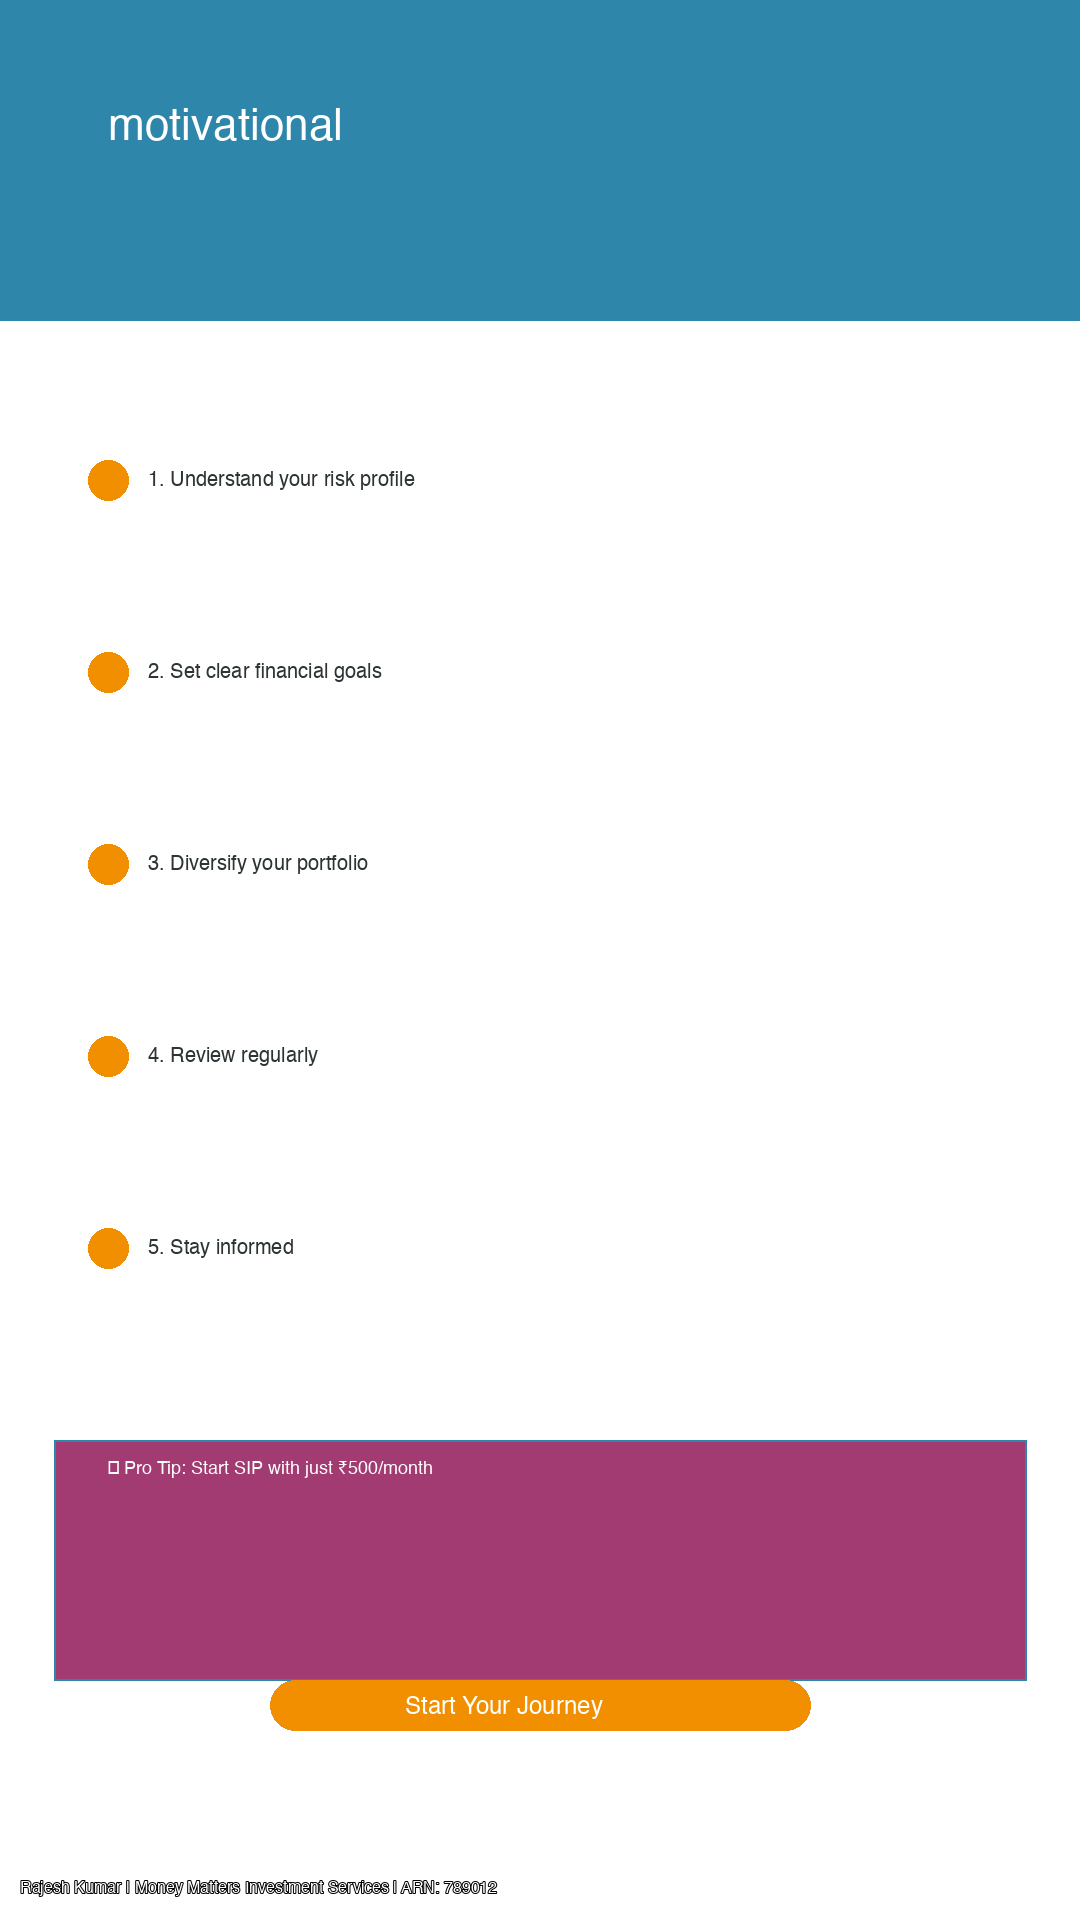 motivational
1. Understand your risk profile
2. Set clear financial goals
3. Diversify your portfolio
4. Review regularly
5. Stay informed
Pro Tip: Start SIP with just ₹500/month
Start Your Journey
Rajesh Kumar | Money Matters Investment Services | ARN: 789012